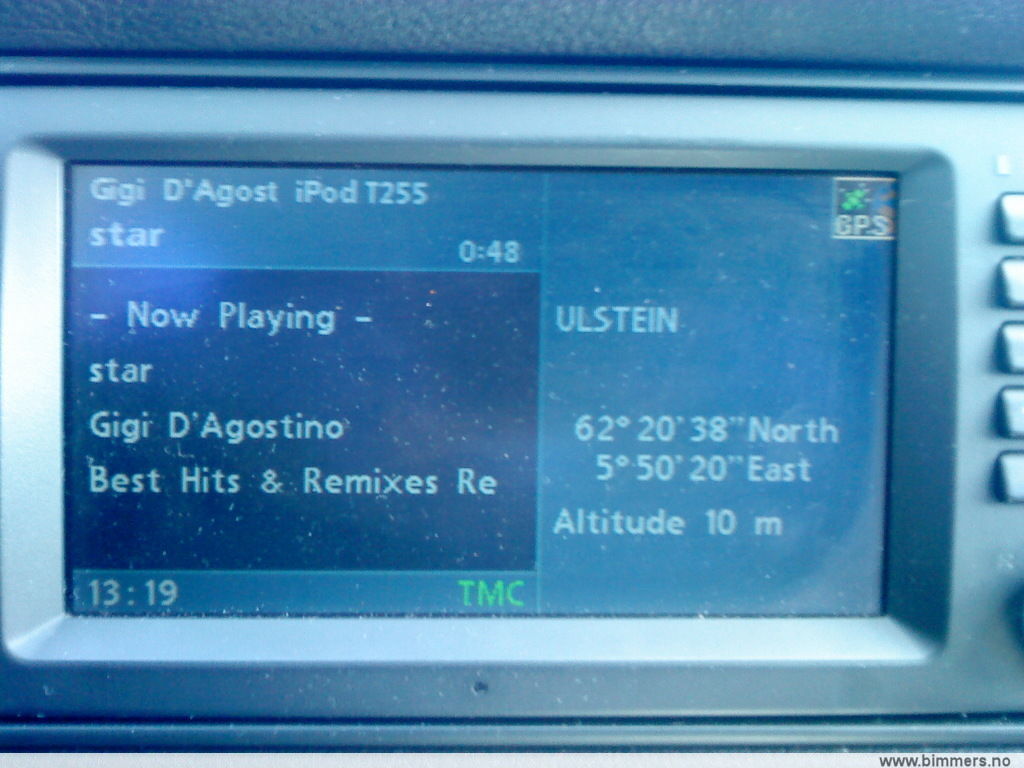 Gigi D'Agost iPod T255
star
0:48
- Now Playing -
star
Gigi D'Agostino
Best Hits & Remixes Re
13:19 TMC
GPS
ULSTEIN
62° 20' 38" North
5° 50' 20" East
Altitude 10 m
www.bimmers.no